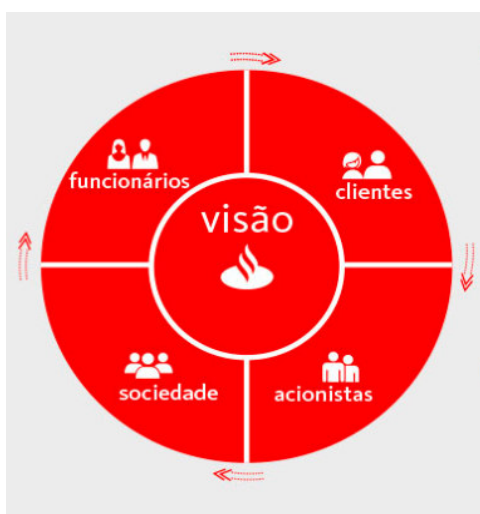 funcionários
clientes
visão
sociedade
acionistas